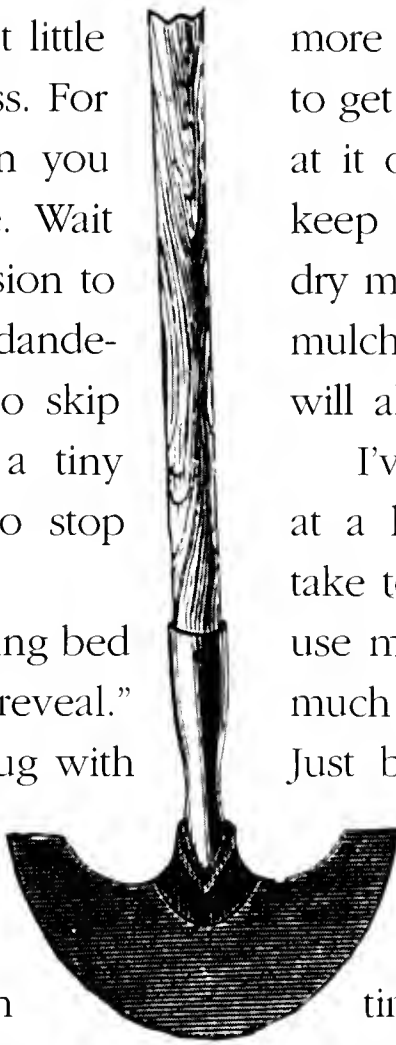 t little
ss. For
n you
e. Wait
sion to
dande-
o skip
a tiny
o stop
ng bed
reveal.”
ug with
n
more
to get
at it o
keep
dry m
mulch
will al
I’v
at a l
take to
use m
much
Just b
tin